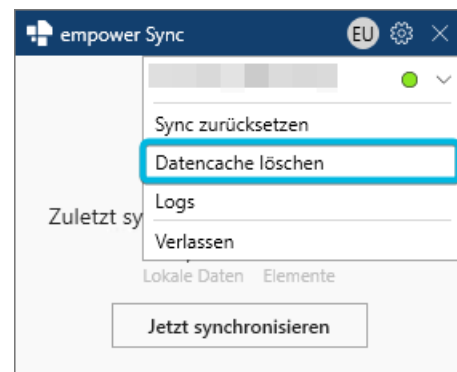 empower Sync EU
Sync zurücksetzen
Datencache löschen
Logs
Zuletzt sy
Verlassen
Lokale Daten Elemente
Jetzt synchronisieren